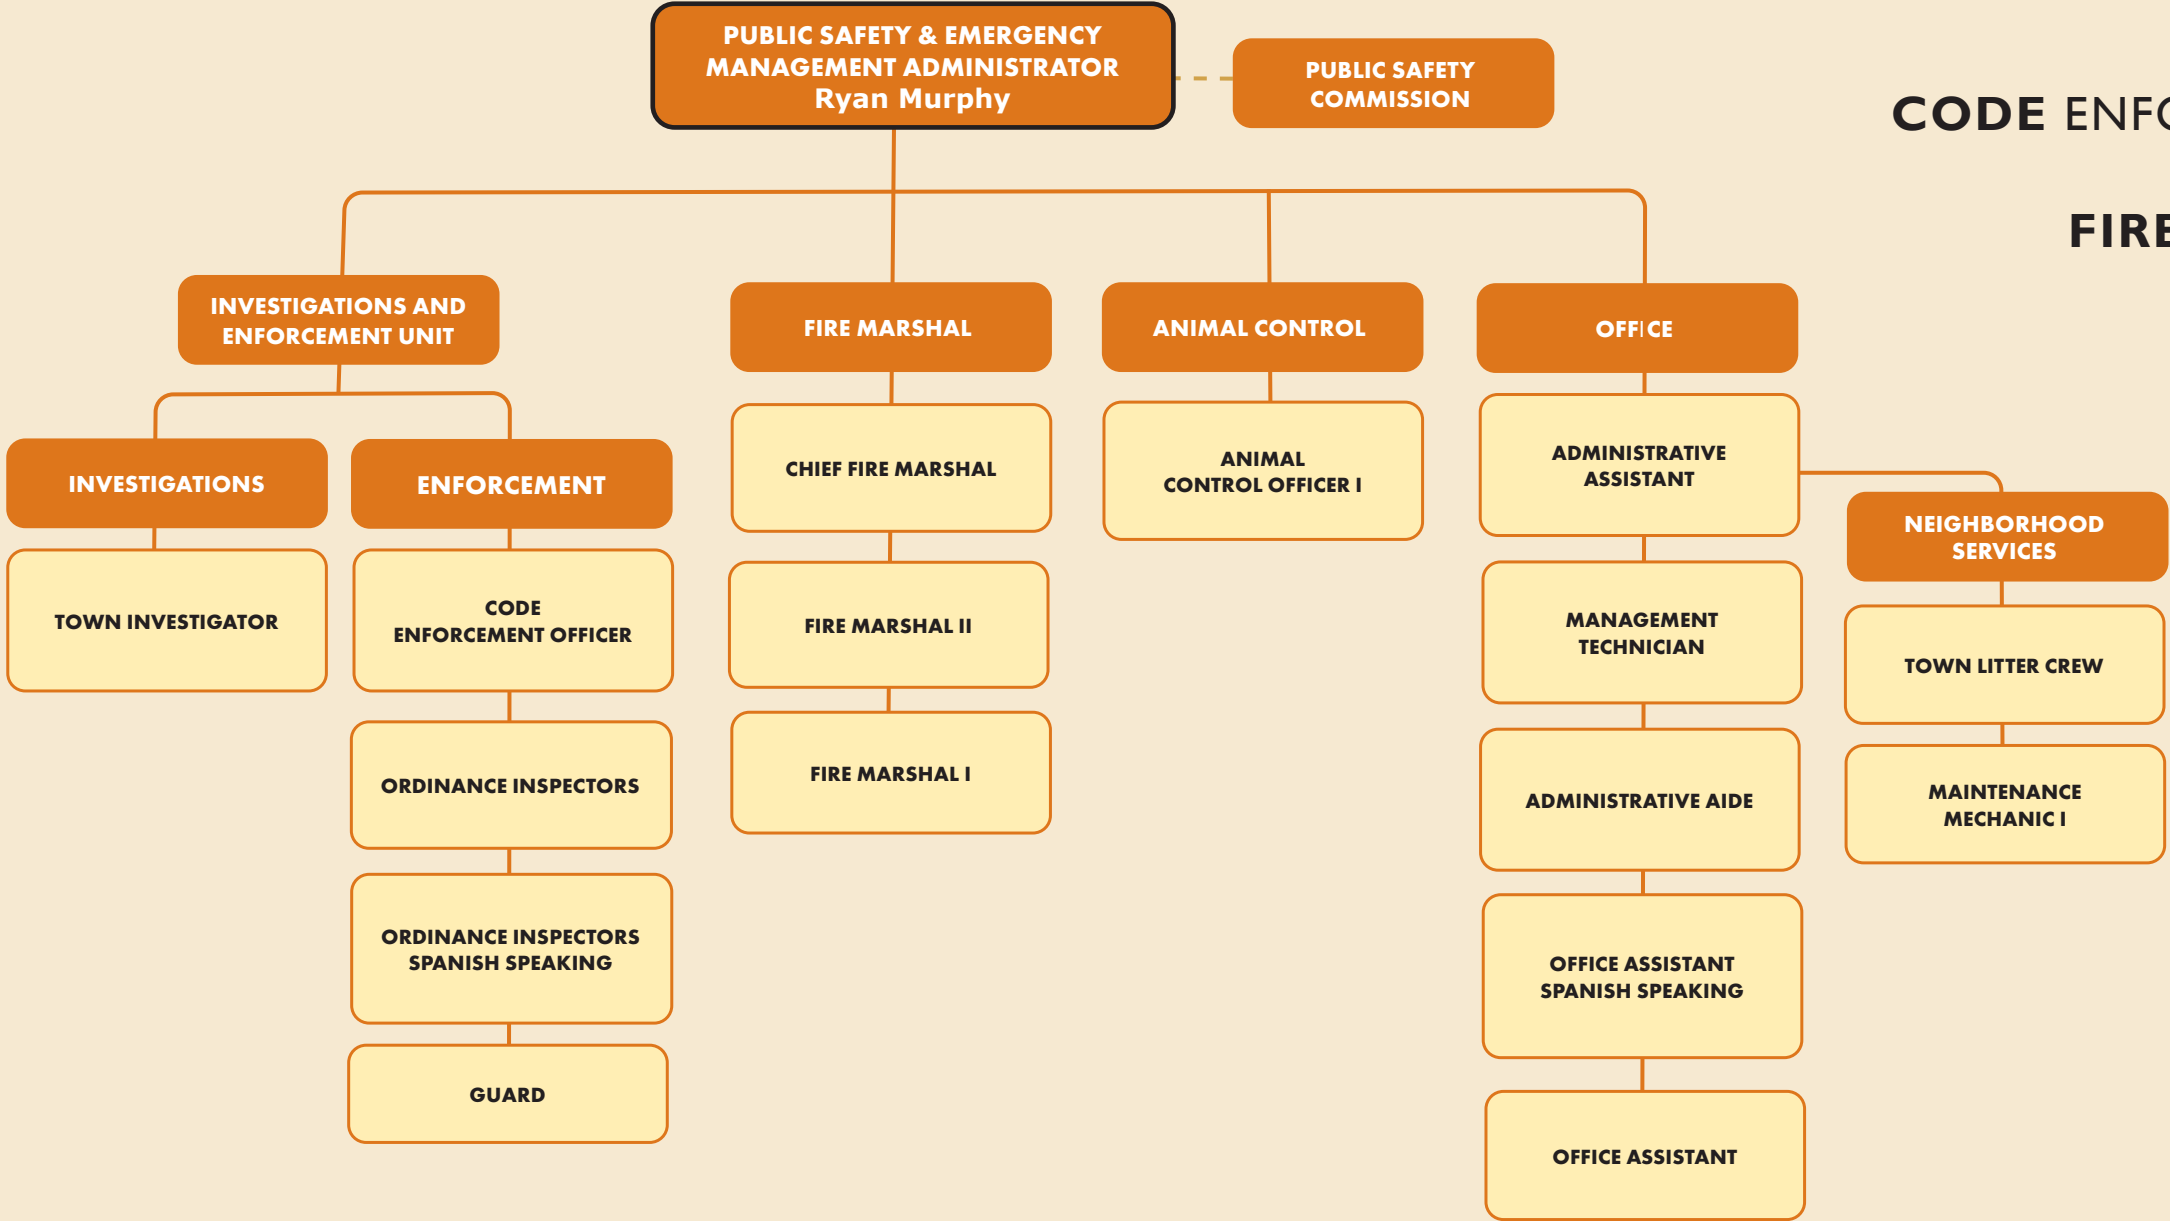 PUBLIC SAFETY & EMERGENCY
MANAGEMENT ADMINISTRATOR
Ryan Murphy
PUBLIC SAFETY
COMMISSION
CODE
FIRE
INVESTIGATIONS AND
ENFORCEMENT UNIT
FIRE MARSHAL
ANIMAL CONTROL
OFFICE
INVESTIGATIONS
ENFORCEMENT
TOWN INVESTIGATOR
CODE
ENFORCEMENT OFFICER
ORDINANCE INSPECTORS
ORDINANCE INSPECTORS
SPANISH SPEAKING
GUARD
CHIEF FIRE MARSHAL
FIRE MARSHAL II
FIRE MARSHAL I
ANIMAL
CONTROL OFFICER I
ADMINISTRATIVE
ASSISTANT
MANAGEMENT
TECHNICIAN
ADMINISTRATIVE AIDE
OFFICE ASSISTANT
SPANISH SPEAKING
OFFICE ASSISTANT
NEIGHBORHOOD
SERVICES
TOWN LITTER CREW
MAINTENANCE
MECHANIC I